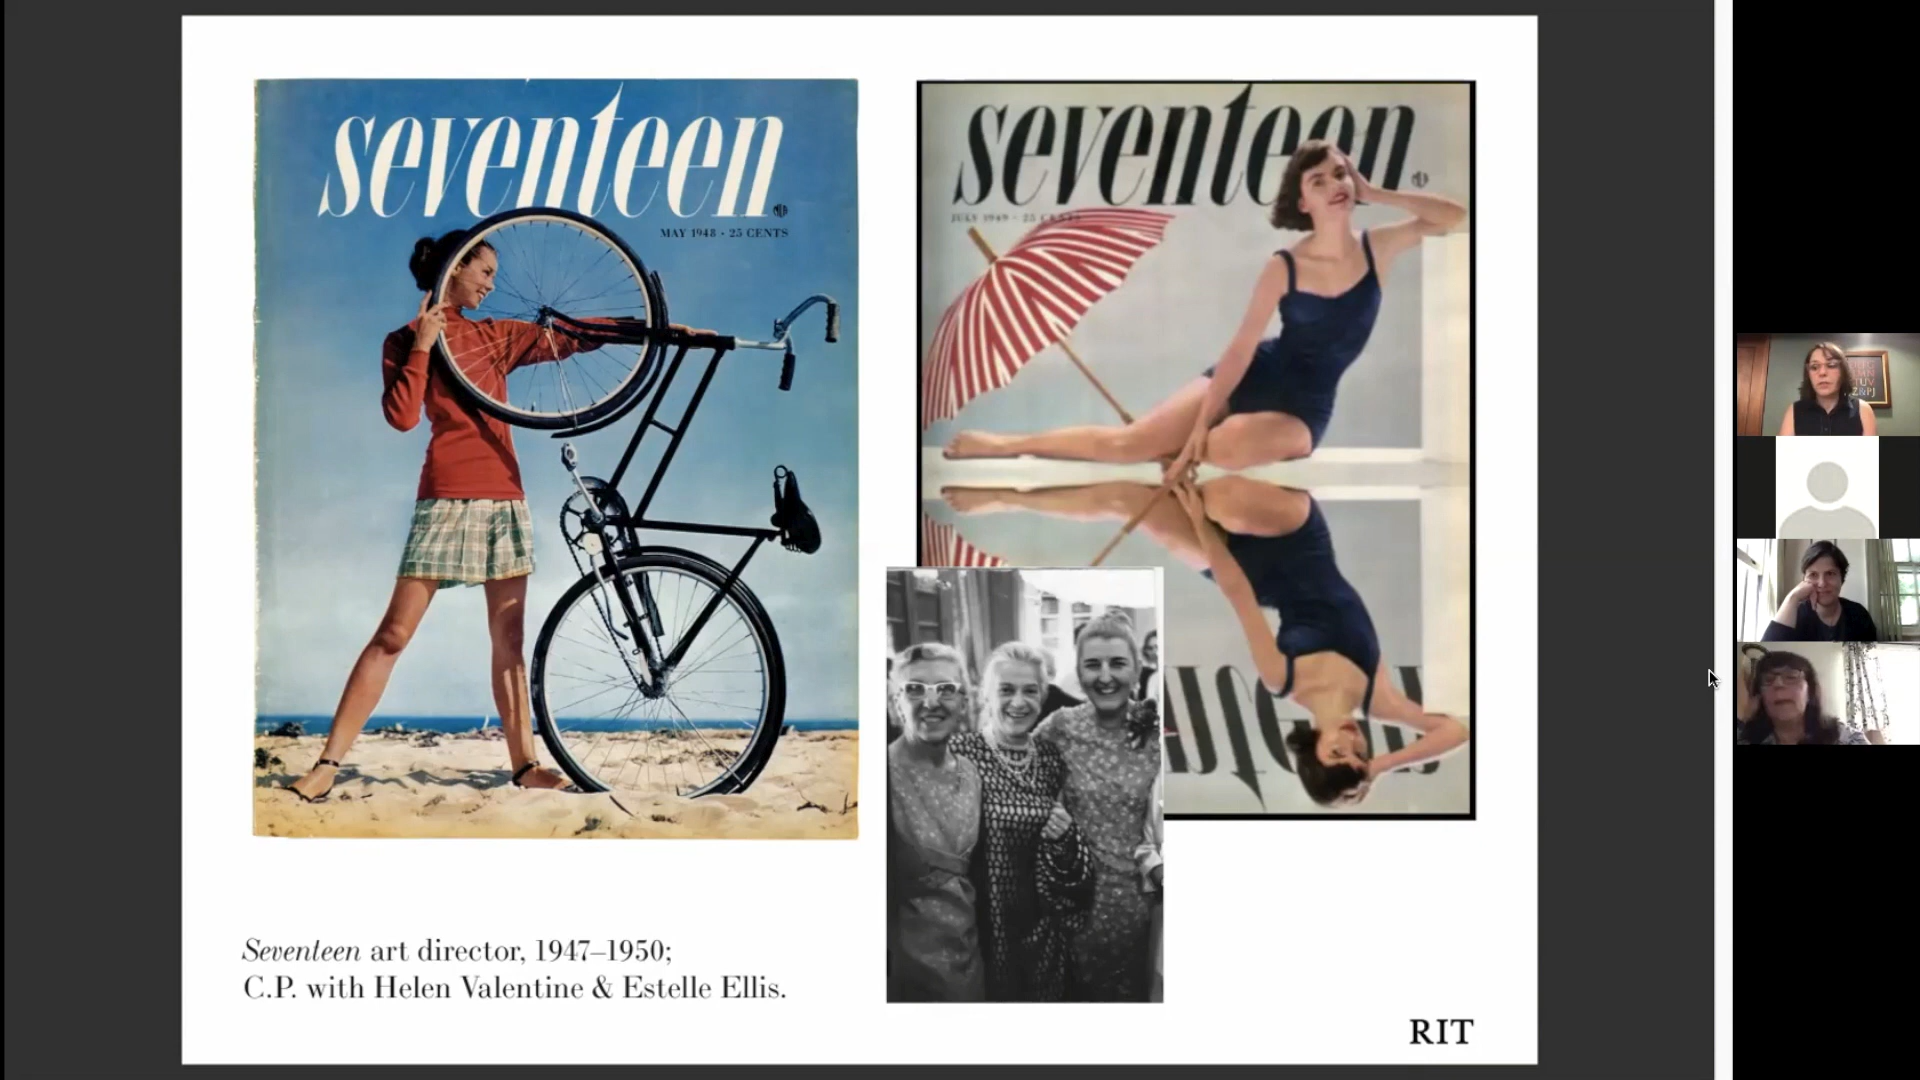 seventeen
MAY 1948 • 25 CENTS
seventeen
JULY 1949 • 25 CENTS
Seventeen art director, 1947–1950;
C.P. with Helen Valentine & Estelle Ellis.
RIT